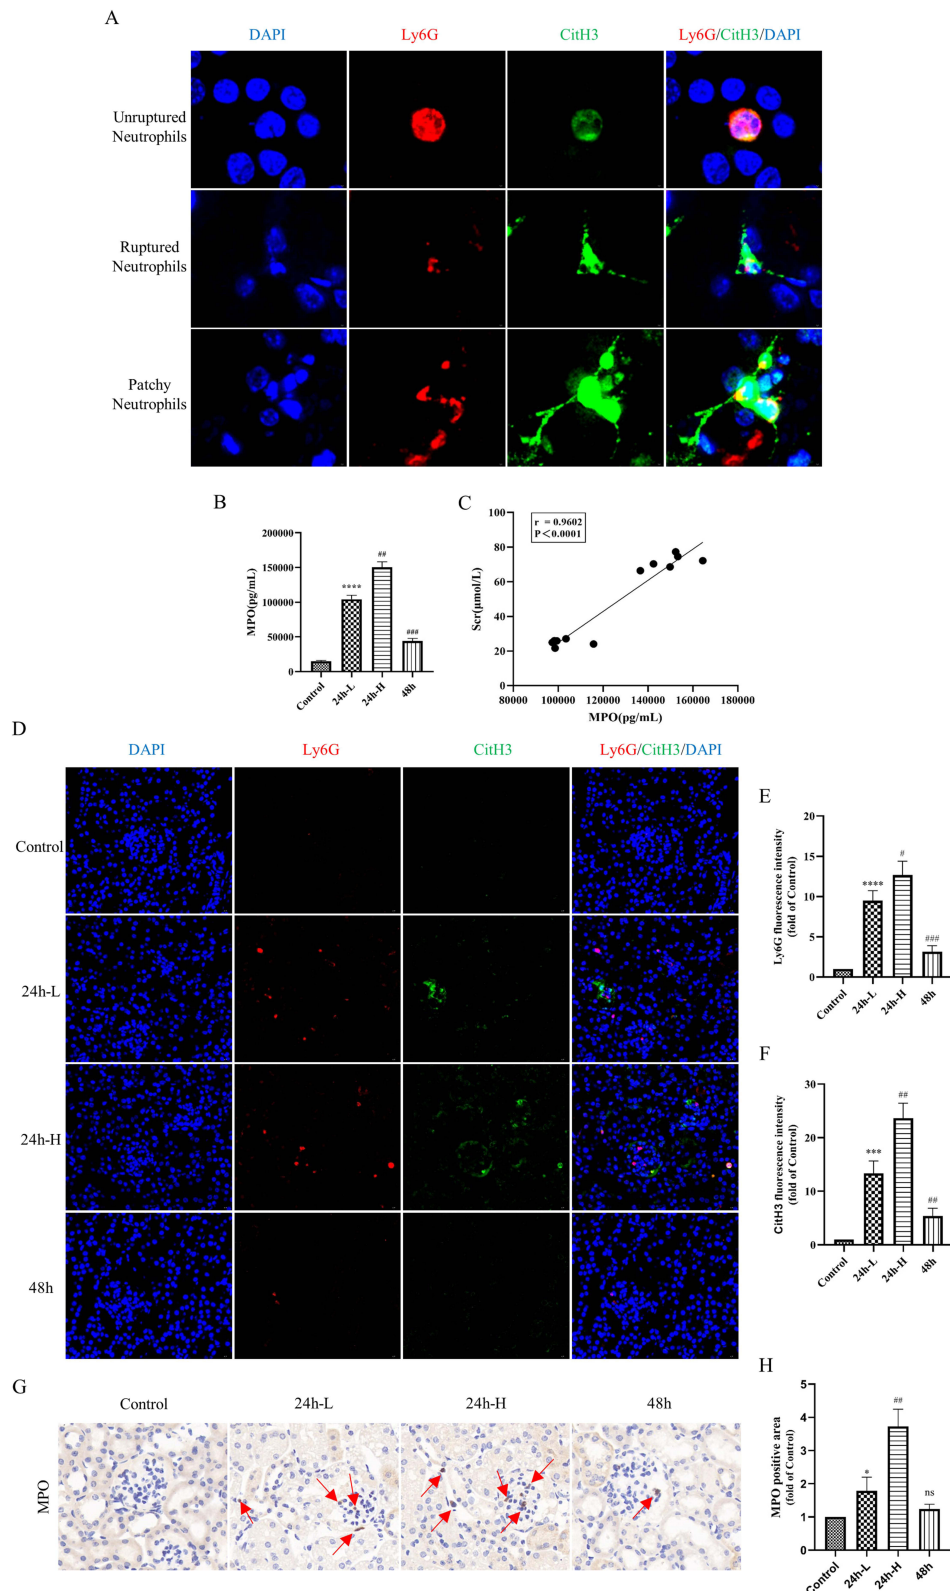 A
DAPI Ly6G CitH3 Ly6G/CitH3/DAPI
Unruptured
Neutrophils
Ruptured
Neutrophils
Patchy
Neutrophils
B
MPO(pg/mL)
200000
150000
100000
50000
0
****
##
###
Control 24h-L 24h-H 48h
C
r = 0.9602
P<0.0001
Scr(μmol/L)
100
80
60
40
20
0
80000 100000 120000 140000 160000 180000
MPO(pg/mL)
D
DAPI Ly6G CitH3 Ly6G/CitH3/DAPI
Control
24h-L
24h-H
48h
E
Ly6G fluorescence intensity
(fold of Control)
20
15
10
5
0
****
#
###
Control 24h-L 24h-H 48h
F
CitH3 fluorescence intensity
(fold of Control)
30
20
10
0
***
##
##
Control 24h-L 24h-H 48h
G
Control 24h-L 24h-H 48h
MPO
H
MPO positive area
(fold of Control)
5
4
3
2
1
0
*
##
ns
Control 24h-L 24h-H 48h